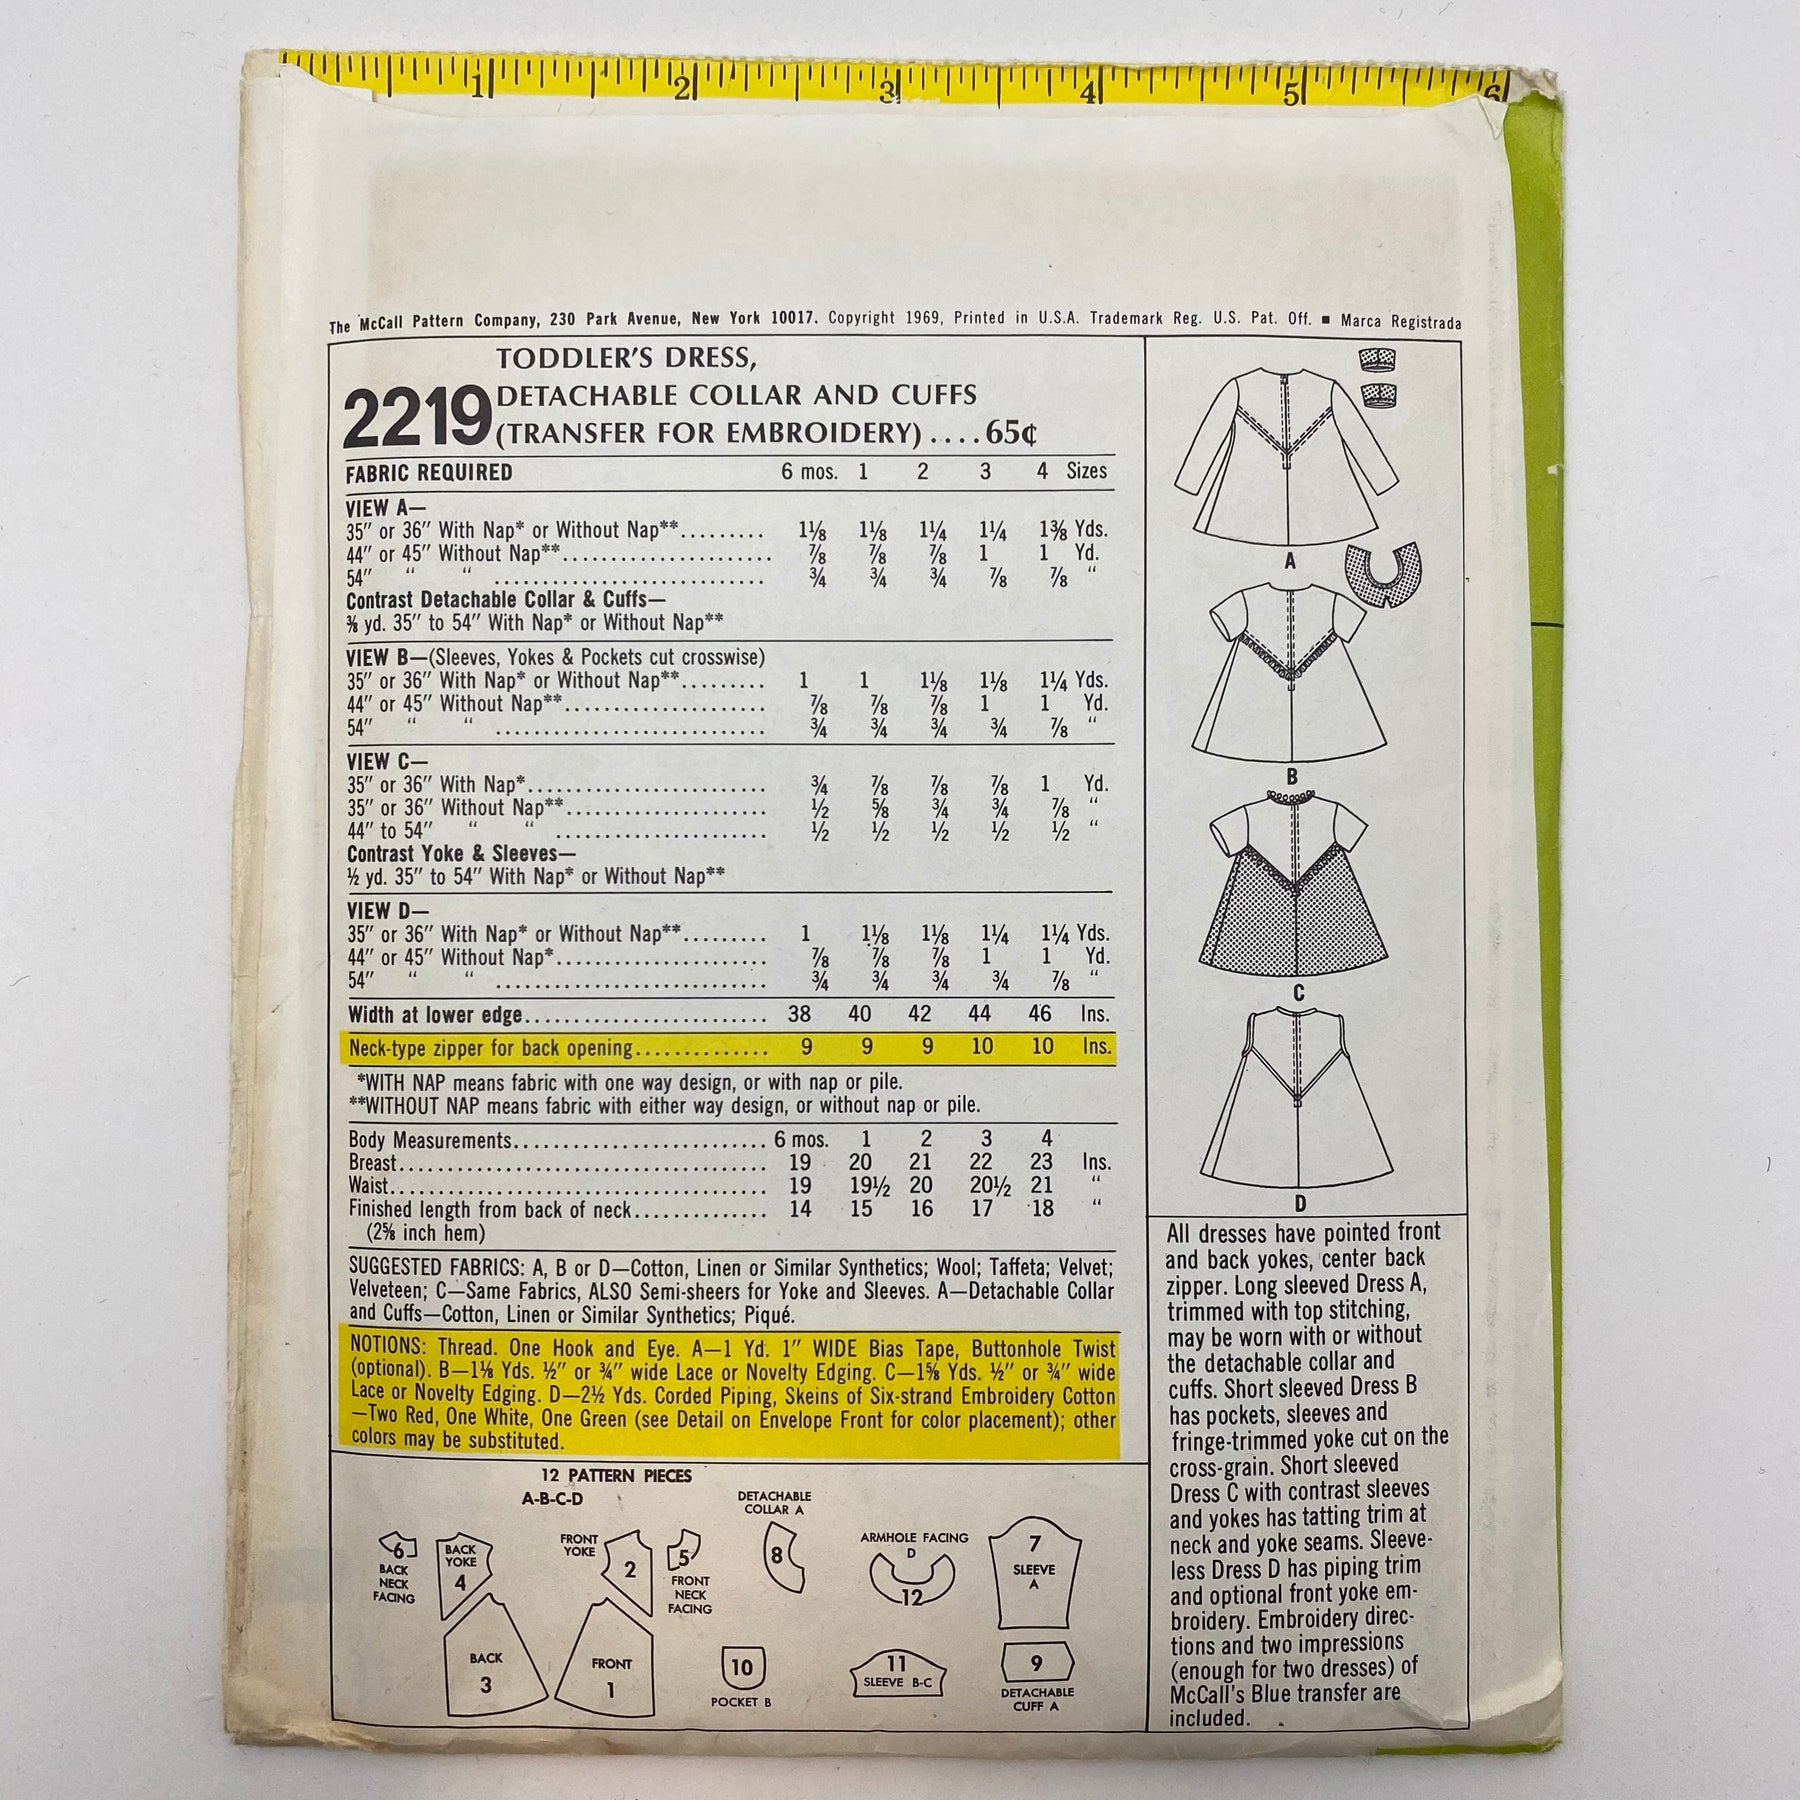 1 2 3 4 5 6
The McCall Pattern Company, 230 Park Avenue, New York 10017. Copyright 1969, Printed in U.S.A. Trademark Reg. U.S. Pat. Off. ■ Marca Registrada
TODDLER'S DRESS,
2219 DETACHABLE COLLAR AND CUFFS
(TRANSFER FOR EMBROIDERY) .... 65¢
FABRIC REQUIRED 6 mos. 1 2 3 4 Sizes
VIEW A—
35" or 36" With Nap* or Without Nap**......... 1⅛ 1⅛ 1¼ 1¼ 1⅜ Yds.
44" or 45" Without Nap**............................ ⅞ ⅞ ⅞ 1 1 Yd.
54" " " .................................... ¾ ¾ ¾ ⅞ ⅞ "
Contrast Detachable Collar & Cuffs—
⅜ yd. 35" to 54" With Nap* or Without Nap**
VIEW B—(Sleeves, Yokes & Pockets cut crosswise)
35" or 36" With Nap* or Without Nap**......... 1 1 1⅛ 1⅛ 1¼ Yds.
44" or 45" Without Nap**..................... ⅞ ⅞ ⅞ 1 1 Yd.
54" " " ............................ ¾ ¾ ¾ ¾ ⅞ "
VIEW C—
35" or 36" With Nap*......................... ¾ ⅞ ⅞ ⅞ 1 Yd.
35" or 36" Without Nap**..................... ½ ⅝ ¾ ¾ ⅞ "
44" to 54" " " ...................... ½ ½ ½ ½ ½ "
Contrast Yoke & Sleeves—
½ yd. 35" to 54" With Nap* or Without Nap**
VIEW D—
35" or 36" With Nap* or Without Nap**......... 1 1⅛ 1⅛ 1¼ 1¼ Yds.
44" or 45" Without Nap*...................... ⅞ ⅞ ⅞ 1 1 Yd.
54" " " ............................ ¾ ¾ ¾ ¾ ⅞ "
Width at lower edge......................... 38 40 42 44 46 Ins.
Neck-type zipper for back opening.............. 9 9 9 10 10 Ins.
*WITH NAP means fabric with one way design, or with nap or pile.
**WITHOUT NAP means fabric with either way design, or without nap or pile.
Body Measurements.......................... 6 mos. 1 2 3 4
Breast...................................... 19 20 21 22 23 Ins.
Waist....................................... 19 19½ 20 20½ 21 "
Finished length from back of neck.............. 14 15 16 17 18 "
(2⅝ inch hem)
SUGGESTED FABRICS: A, B or D—Cotton, Linen or Similar Synthetics; Wool; Taffeta; Velvet;
Velveteen; C—Same Fabrics, ALSO Semi-sheers for Yoke and Sleeves. A—Detachable Collar
and Cuffs—Cotton, Linen or Similar Synthetics; Piqué.
NOTIONS: Thread. One Hook and Eye. A—1 Yd. 1" WIDE Bias Tape, Buttonhole Twist
(optional). B—1⅛ Yds. ½" or ¾" wide Lace or Novelty Edging. C—1⅝ Yds. ½" or ¾" wide
Lace or Novelty Edging. D—2½ Yds. Corded Piping, Skeins of Six-strand Embroidery Cotton
—Two Red, One White, One Green (see Detail on Envelope Front for color placement); other
colors may be substituted.
12 PATTERN PIECES
A-B-C-D
6
BACK
NECK
FACING
BACK
YOKE
4
FRONT
YOKE
2
5
FRONT
NECK
FACING
DETACHABLE
COLLAR A
8
ARMHOLE FACING
D
12
7
SLEEVE
A
BACK
3
FRONT
1
10
POCKET B
11
SLEEVE B-C
9
DETACHABLE
CUFF A
A
B
C
D
All dresses have pointed front
and back yokes, center back
zipper. Long sleeved Dress A,
trimmed with top stitching,
may be worn with or without
the detachable collar and
cuffs. Short sleeved Dress B
has pockets, sleeves and
fringe-trimmed yoke cut on the
cross-grain. Short sleeved
Dress C with contrast sleeves
and yokes has tatting trim at
neck and yoke seams. Sleeve-
less Dress D has piping trim
and optional front yoke em-
broidery. Embroidery direc-
tions and two impressions
(enough for two dresses) of
McCall's Blue transfer are
included.